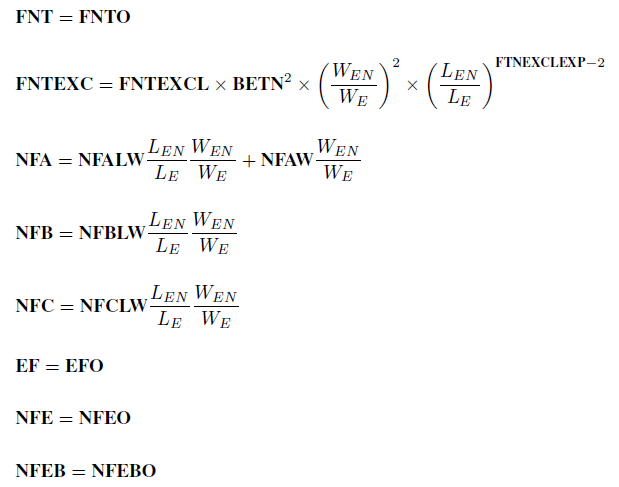 FNT = FNTO
FNTEXC = FNTEXCL × BETN² × (W_EN / W_E)² × (L_EN / L_E)^(FTNEXCLEXP−2)
NFA = NFALW L_EN / L_E W_EN / W_E + NFAW W_EN / W_E
NFB = NFBLW L_EN / L_E W_EN / W_E
NFC = NFCLW L_EN / L_E W_EN / W_E
EF = EFO
NFE = NFEO
NFEB = NFEBO